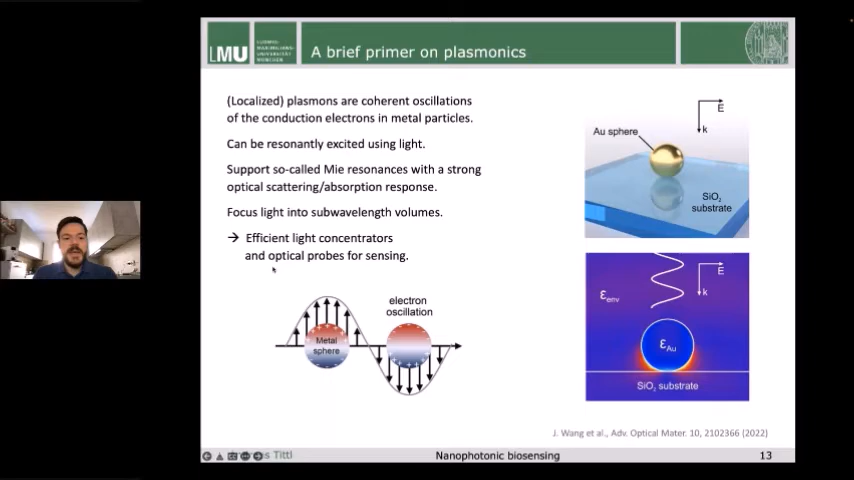 LMU
LUDWIG-
MAXIMILIANS-
UNIVERSITÄT
MÜNCHEN
A brief primer on plasmonics
(Localized) plasmons are coherent oscillations
of the conduction electrons in metal particles.
Can be resonantly excited using light.
Support so-called Mie resonances with a strong
optical scattering/absorption response.
Focus light into subwavelength volumes.
→ Efficient light concentrators
and optical probes for sensing.
electron
oscillation
Metal
sphere
E
k
Au sphere
SiO₂
substrate
E
k
εenv
εAu
SiO₂ substrate
J. Wang et al., Adv. Optical Mater. 10, 2102366 (2022)
s Tittl
Nanophotonic biosensing
13